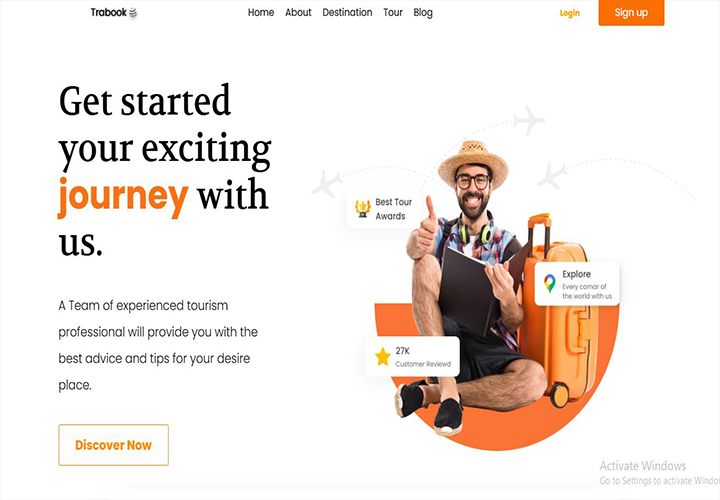 Trabook
Home About Destination Tour Blog
Login
Sign up
Get started
your exciting
journey with
us.
A Team of experienced tourism
professional will provide you with the
best advice and tips for your desire
place.
Discover Now
Best Tour
Awards
Explore
Every cornar of
the world with us
27K
Customer Reviewd
Activate Windows
Go to Settings to activate Windo